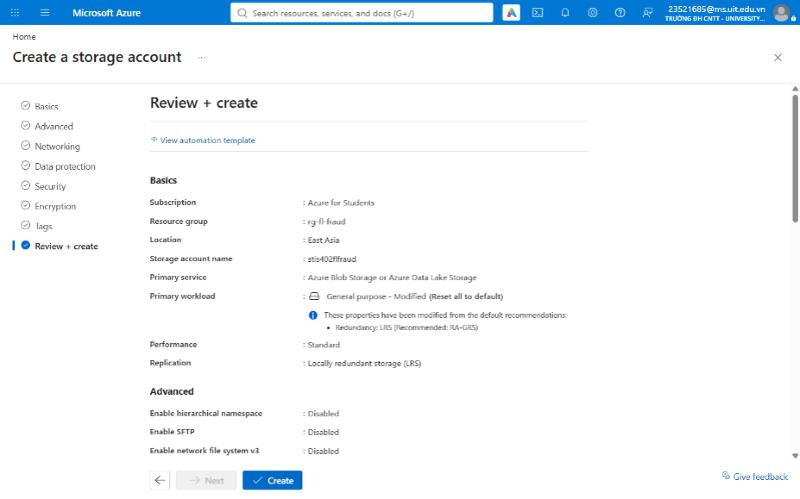 Microsoft Azure
Search resources, services, and docs (G+/)
23521685@ms.uit.edu.vn
TRƯỜNG ĐH CNTT - UNIVERSITY...
Home
Create a storage account ...
Basics
Advanced
Networking
Data protection
Security
Encryption
Tags
Review + create
Review + create
View automation template
Basics
Subscription : Azure for Students
Resource group : rg-fl-fraud
Location : East Asia
Storage account name : stis402flfraud
Primary service : Azure Blob Storage or Azure Data Lake Storage
Primary workload : General purpose - Modified (Reset all to default)
These properties have been modified from the default recommendations:
• Redundancy: LRS (Recommended: RA-GRS)
Performance : Standard
Replication : Locally redundant storage (LRS)
Advanced
Enable hierarchical namespace : Disabled
Enable SFTP : Disabled
Enable network file system v3 : Disabled
Next
Create
Give feedback